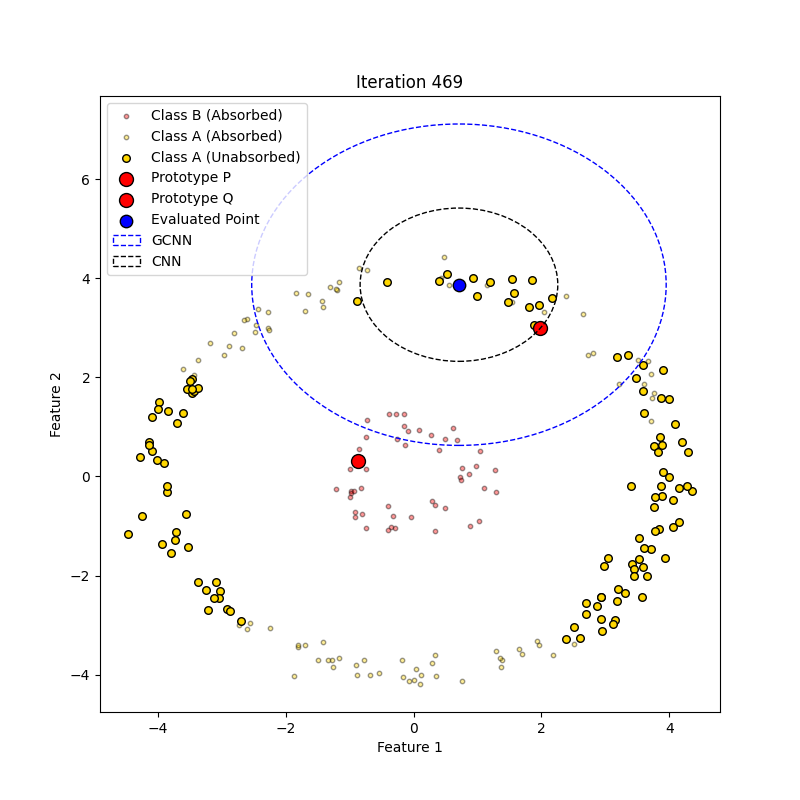 Iteration 469
Class B (Absorbed)
Class A (Absorbed)
Class A (Unabsorbed)
Prototype P
Prototype Q
Evaluated Point
GCNN
CNN
Feature 2
6
4
2
0
−2
−4
−4 −2 0 2 4
Feature 1